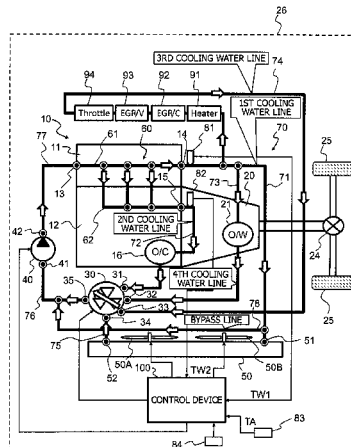 26
3RD COOLING WATER LINE
74
94 93 92 91
1ST COOLING WATER LINE
Throttle EGR/V EGR/C Heater
10 77 11 61 60 14 81 70
25
13 15 82 73 20 71
2ND COOLING WATER LINE
12 62 72 21
O/W
42 16 O/C
24
40 41 30 31 32 4TH COOLING WATER LINE
35 33 78
25
76 34 BYPASS LINE
75 51
52 50A 50B
100 TW2 50
CONTROL DEVICE
TW1
TA
83
84